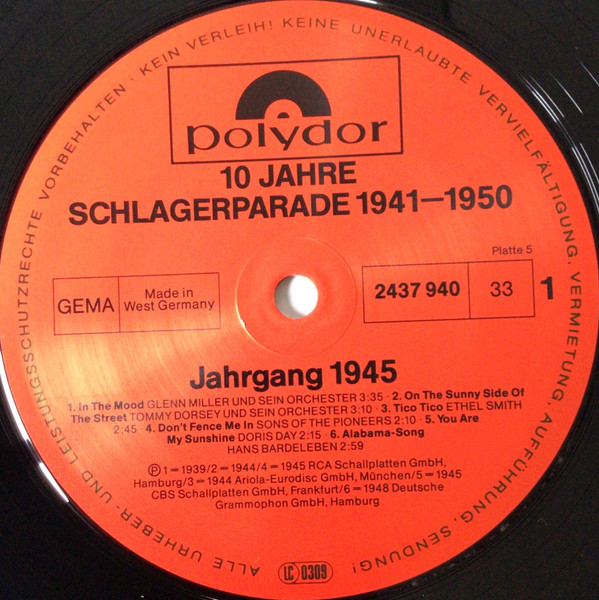 polydor
10 JAHRE
SCHLAGERPARADE 1941—1950
Platte 5
GEMA
Made in
West Germany
2437 940
33
1
Jahrgang 1945
1. In The Mood GLENN MILLER UND SEIN ORCHESTER 3:35 · 2. On The Sunny Side Of
The Street TOMMY DORSEY UND SEIN ORCHESTER 3:10 · 3. Tico Tico ETHEL SMITH
2:45 · 4. Don't Fence Me In SONS OF THE PIONEERS 2:10 · 5. You Are
My Sunshine DORIS DAY 2:15 · 6. Alabama-Song
HANS BARDELEBEN 2:59
Ⓟ 1 = 1939/2 = 1944/4 = 1945 RCA Schallplatten GmbH,
Hamburg/3 = 1944 Ariola-Eurodisc GmbH, München/5 = 1945
CBS Schallplatten GmbH, Frankfurt/6 = 1948 Deutsche
Grammophon GmbH, Hamburg
LC 0309
ALLE URHEBER- UND LEISTUNGSSCHUTZRECHTE VORBEHALTEN · KEIN VERLEIH! KEINE UNERLAUBTE VERVIELFÄLTIGUNG, VERMIETUNG, AUFFÜHRUNG, SENDUNG!